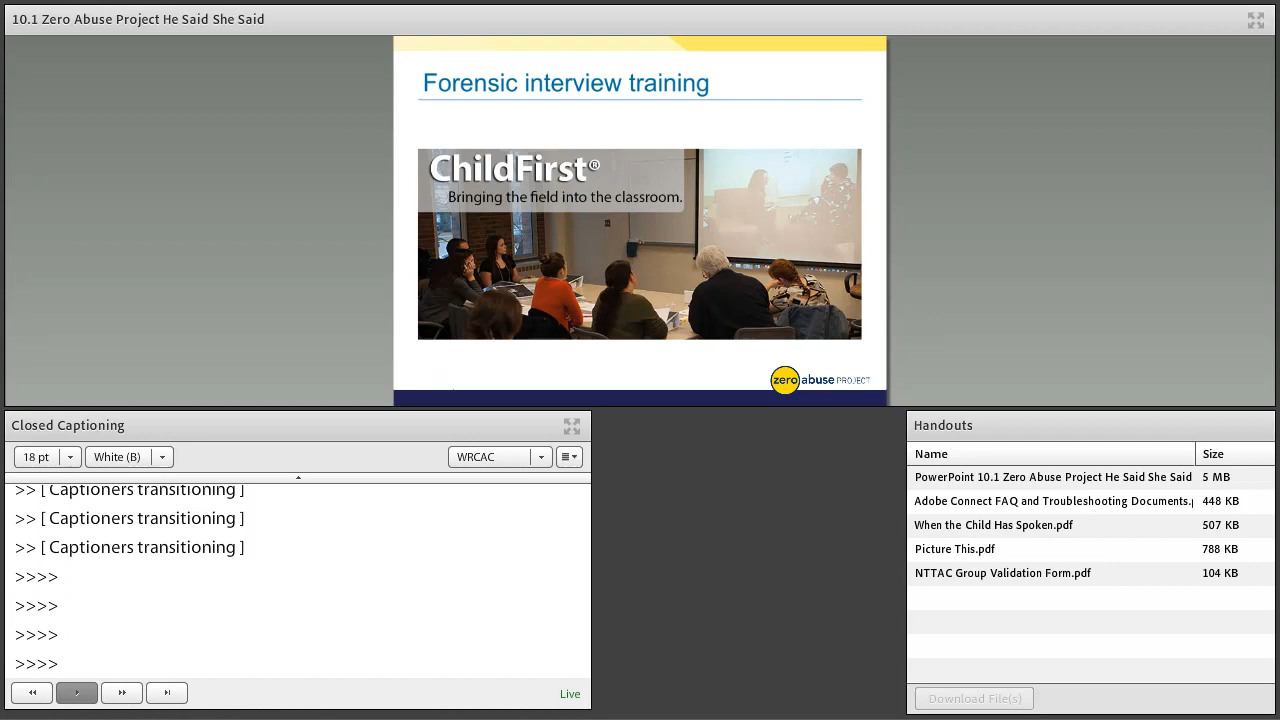 10.1 Zero Abuse Project He Said She Said
Forensic interview training
ChildFirst®
Bringing the field into the classroom.
zero abuse PROJECT
Closed Captioning
18 pt
White (B)
WRCAC
>> [ Captioners transitioning ]
>> [ Captioners transitioning ]
>> [ Captioners transitioning ]
>>>>
>>>>
>>>>
>>>>
Live
Handouts
Name Size
PowerPoint 10.1 Zero Abuse Project He Said She Said 5 MB
Adobe Connect FAQ and Troubleshooting Documents.p 448 KB
When the Child Has Spoken.pdf 507 KB
Picture This.pdf 788 KB
NTTAC Group Validation Form.pdf 104 KB
Download File(s)